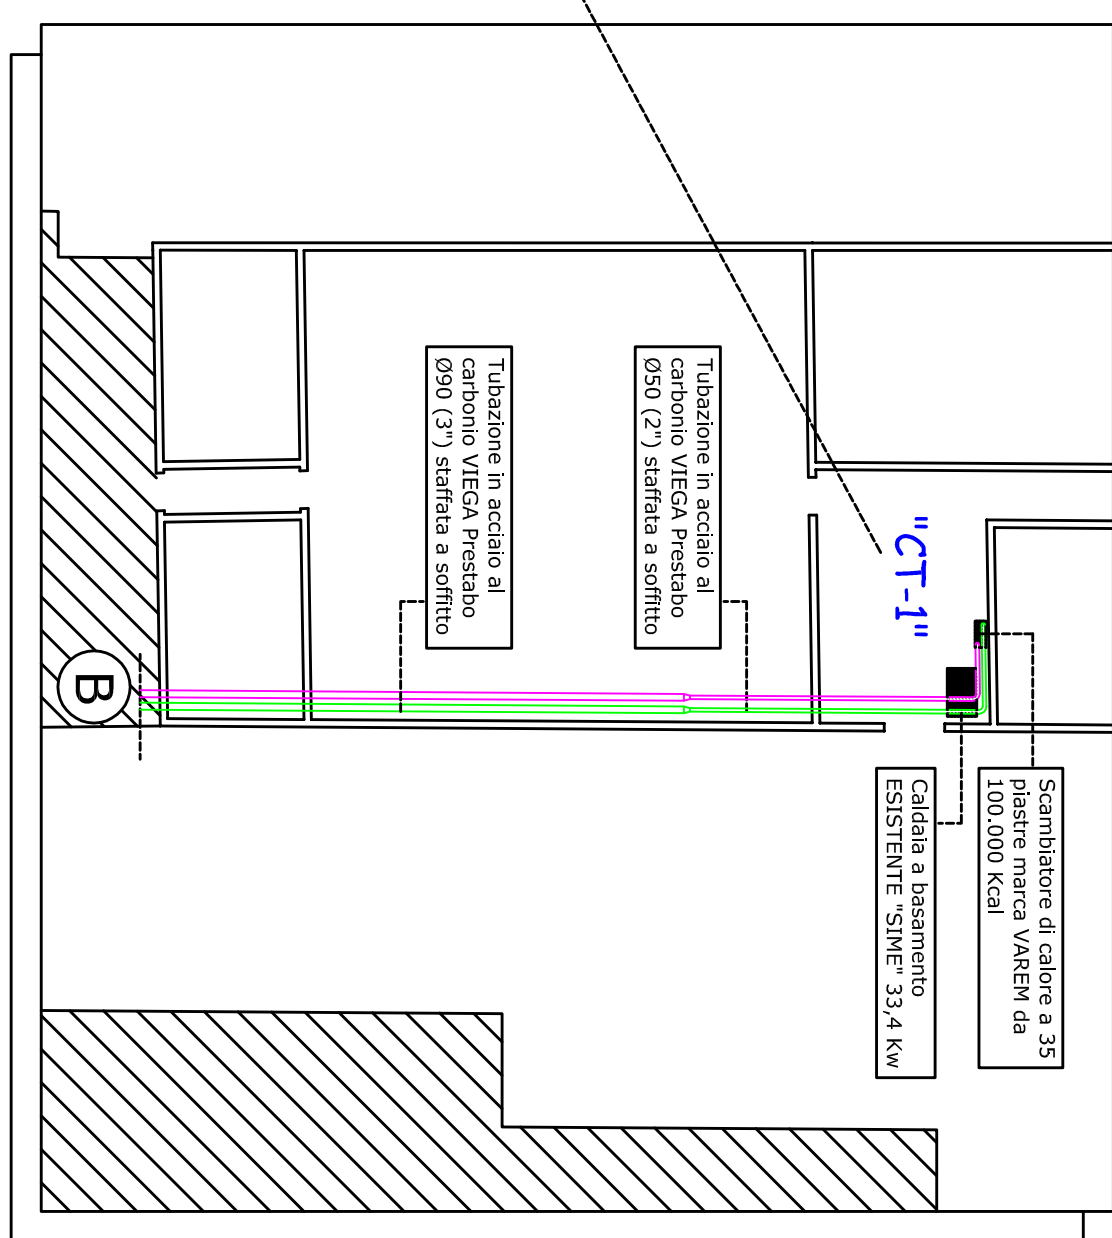 Scambiatore di calore a 35
piastre marca VAREM da
100.000 Kcal
Caldaia a basamento
ESISTENTE "SIME" 33,4 Kw
"CT-1"
Tubazione in acciaio al
carbonio VIEGA Prestabo
Ø50 (2") staffata a soffitto
Tubazione in acciaio al
carbonio VIEGA Prestabo
Ø90 (3") staffata a soffitto
B